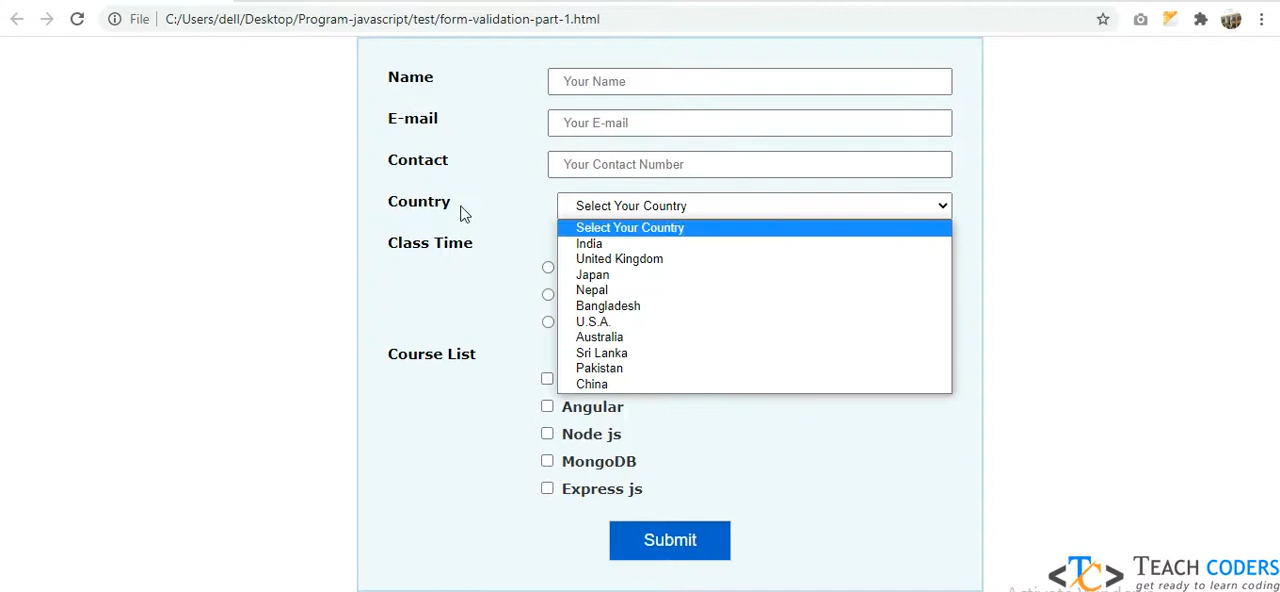 File C:/Users/dell/Desktop/Program-javascript/test/form-validation-part-1.html
Name Your Name
E-mail Your E-mail
Contact Your Contact Number
Country Select Your Country
Select Your Country
Class Time
India
United Kingdom
Japan
Nepal
Bangladesh
U.S.A.
Australia
Sri Lanka
Course List
Pakistan
China
Angular
Node js
MongoDB
Express js
Submit
<TC> TEACH CODERS
get ready to learn coding